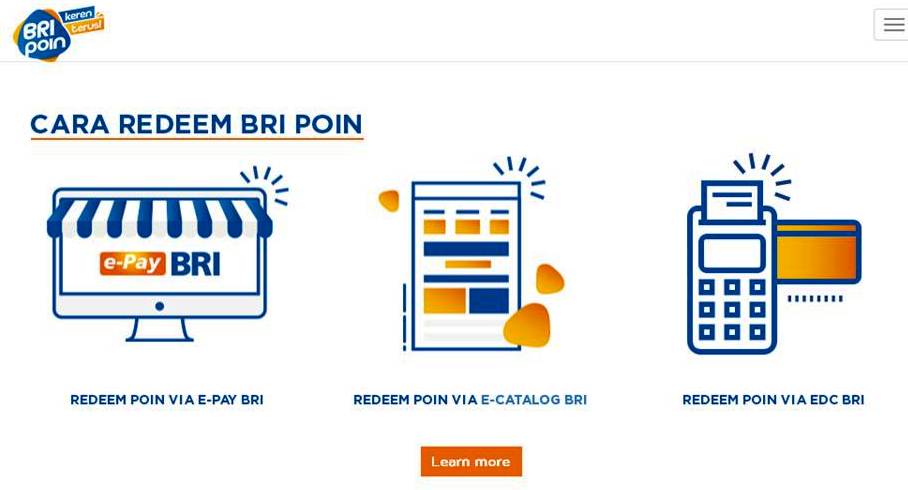 BRI
poin
keren
terus!
CARA REDEEM BRI POIN
e-Pay BRI
REDEEM POIN VIA E-PAY BRI
REDEEM POIN VIA E-CATALOG BRI
REDEEM POIN VIA EDC BRI
Learn more